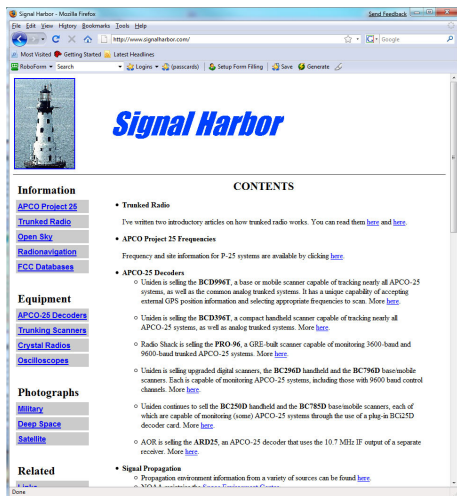 Signal Harbor - Mozilla Firefox
Send Feedback
File Edit View History Bookmarks Tools Help
http://www.signalharbor.com/
Google
Most Visited Getting Started Latest Headlines
RoboForm Search Logins (passcards) Setup Form Filling Save Generate
Signal Harbor
Information
APCO Project 25
Trunked Radio
Open Sky
Radionavigation
FCC Databases
Equipment
APCO-25 Decoders
Trunking Scanners
Crystal Radios
Oscilloscopes
Photographs
Military
Deep Space
Satellite
Related
Links
CONTENTS
• Trunked Radio
I've written two introductory articles on how trunked radio works. You can read them here and here.
• APCO Project 25 Frequencies
Frequency and site information for P-25 systems are available by clicking here.
• APCO-25 Decoders
o Uniden is selling the BCD996T, a base or mobile scanner capable of tracking nearly all APCO-25
systems, as well as the common analog trunked systems. It has a unique capability of accepting
external GPS position information and selecting appropriate frequencies to scan. More here.
o Uniden is selling the BCD396T, a compact handheld scanner capable of tracking nearly all
APCO-25 systems, as well as analog trunked systems. More here.
o Radio Shack is selling the PRO-96, a GRE-built scanner capable of monitoring 3600-baud and
9600-baud trunked APCO-25 systems. More here.
o Uniden is selling upgraded digital scanners, the BC296D handheld and the BC796D base/mobile
scanners. Each is capable of monitoring APCO-25 systems, including those with 9600 baud control
channels. More here.
o Uniden continues to sell the BC250D handheld and the BC785D base/mobile scanners, each of
which are capable of monitoring (some) APCO-25 systems through the use of a plug-in BCi25D
decoder card. More here.
o AOR is selling the ARD25, an APCO-25 decoder that uses the 10.7 MHz IF output of a separate
receiver. More here.
• Signal Propagation
o Propagation environment information from a variety of sources can be found here.
o NOAA maintains the Space Environment Center
Done